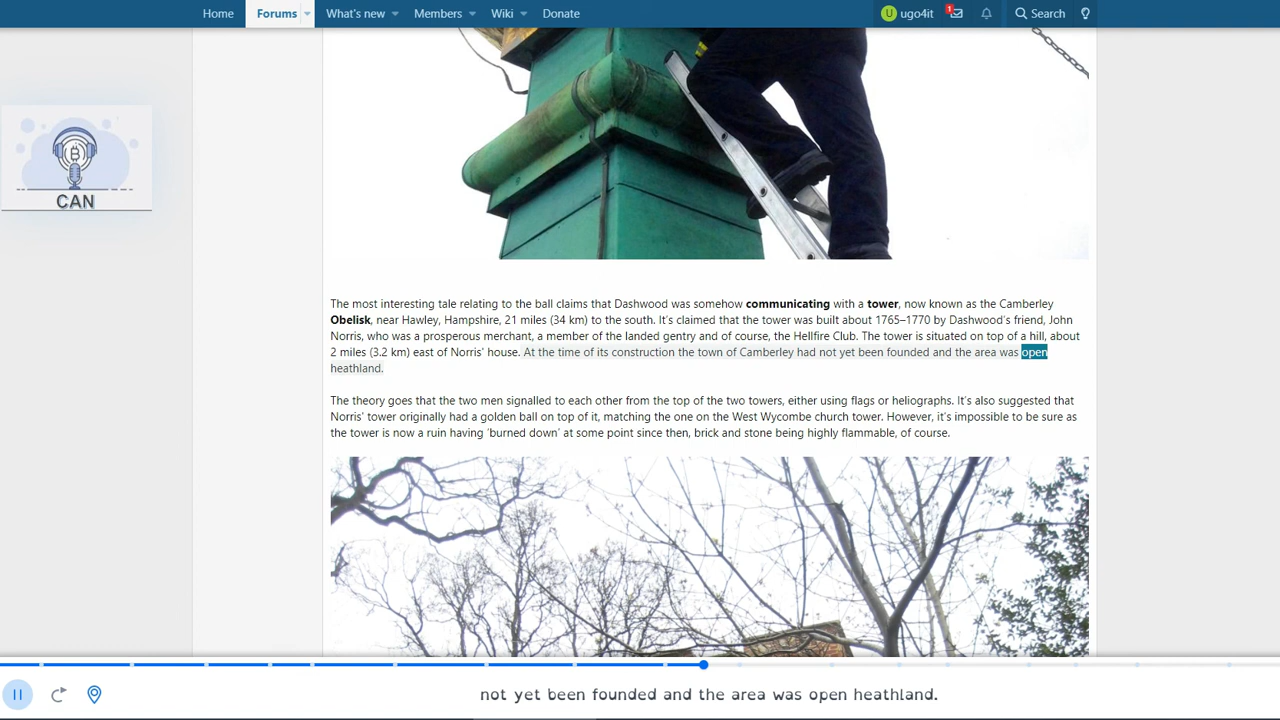 Home Forums What's new Members Wiki Donate ugo4it 1 Search
CAN
The most interesting tale relating to the ball claims that Dashwood was somehow communicating with a tower, now known as the Camberley
Obelisk, near Hawley, Hampshire, 21 miles (34 km) to the south. It's claimed that the tower was built about 1765–1770 by Dashwood's friend, John
Norris, who was a prosperous merchant, a member of the landed gentry and of course, the Hellfire Club. The tower is situated on top of a hill, about
2 miles (3.2 km) east of Norris' house. At the time of its construction the town of Camberley had not yet been founded and the area was open
heathland.
The theory goes that the two men signalled to each other from the top of the two towers, either using flags or heliographs. It's also suggested that
Norris' tower originally had a golden ball on top of it, matching the one on the West Wycombe church tower. However, it's impossible to be sure as
the tower is now a ruin having 'burned down' at some point since then, brick and stone being highly flammable, of course.
not yet been founded and the area was open heathland.